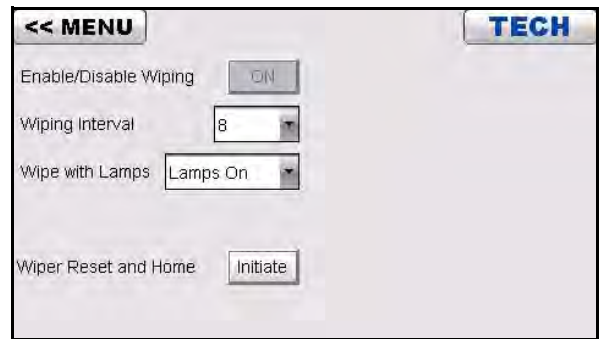 << MENU TECH
Enable/Disable Wiping ON
Wiping Interval 8
Wipe with Lamps Lamps On
Wiper Reset and Home Initiate